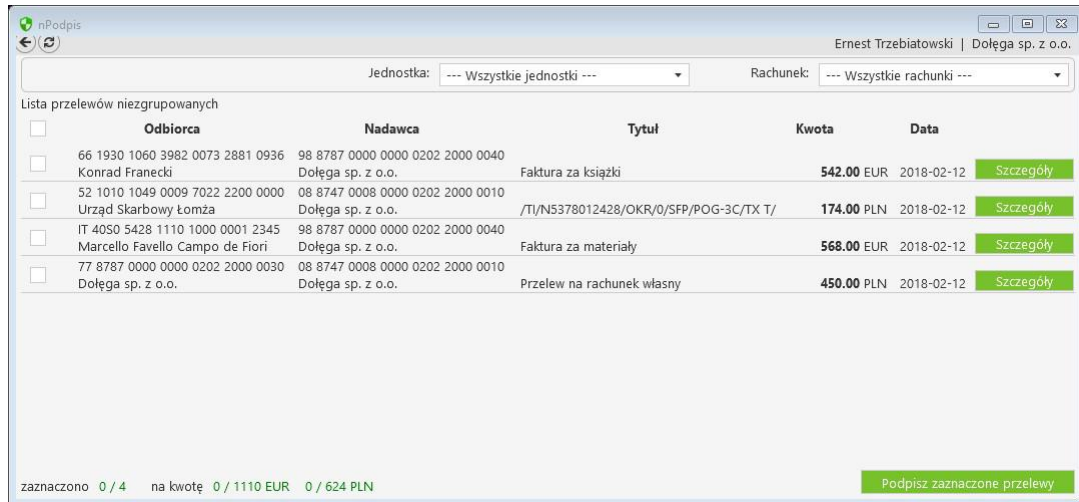 nPodpis
Ernest Trzebiatowski | Dołęga sp. z o.o.
Jednostka: --- Wszystkie jednostki --- Rachunek: --- Wszystkie rachunki ---
Lista przelewów niezgrupowanych
Odbiorca Nadawca Tytuł Kwota Data
66 1930 1060 3982 0073 2881 0936 98 8787 0000 0000 0202 2000 0040
Konrad Franecki Dołęga sp. z o.o. Faktura za książki 542.00 EUR 2018-02-12 Szczegóły
52 1010 1049 0009 7022 2200 0000 08 8747 0008 0000 0202 2000 0010
Urząd Skarbowy Łomża Dołęga sp. z o.o. /TI/N5378012428/OKR/0/SFP/POG-3C/TX T/ 174.00 PLN 2018-02-12 Szczegóły
IT 40S0 5428 1110 1000 0001 2345 98 8787 0000 0000 0202 2000 0040
Marcello Favello Campo de Fiori Dołęga sp. z o.o. Faktura za materiały 568.00 EUR 2018-02-12 Szczegóły
77 8787 0000 0000 0202 2000 0030 08 8747 0008 0000 0202 2000 0010
Dołęga sp. z o.o. Dołęga sp. z o.o. Przelew na rachunek własny 450.00 PLN 2018-02-12 Szczegóły
zaznaczono 0 / 4 na kwotę 0 / 1110 EUR 0 / 624 PLN Podpisz zaznaczone przelewy